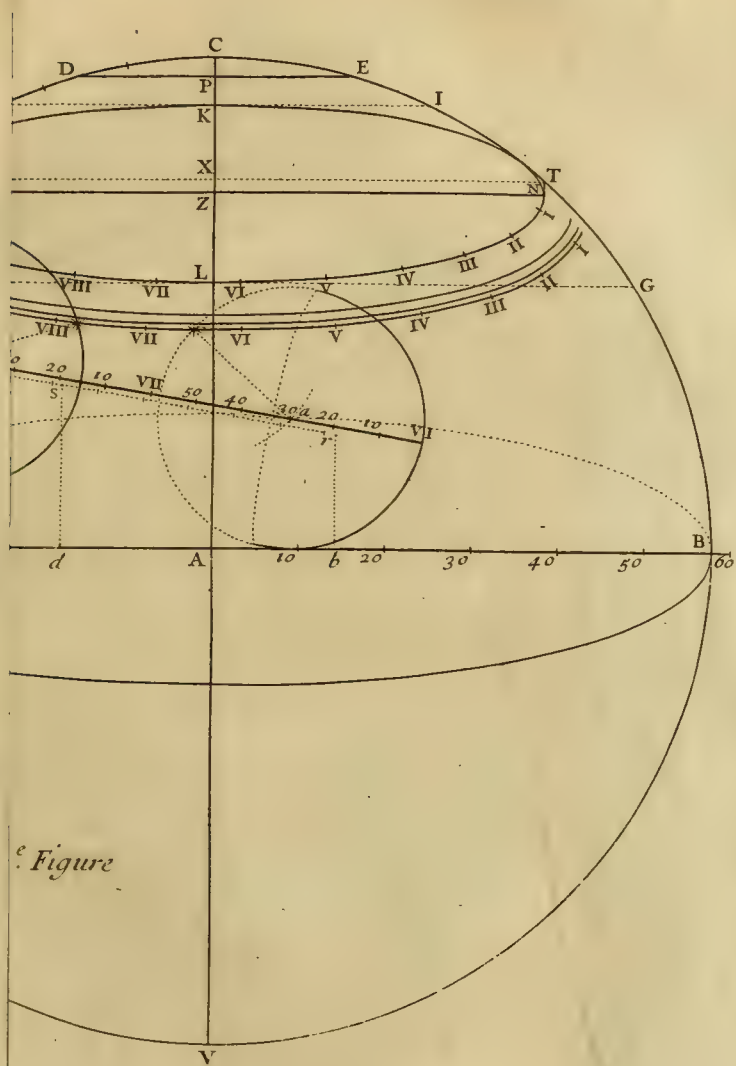 C
D E
P
I
K
X T
Z N
I
II I
III II
VIII VII L VI V IV G
III
VIII VII VI V IV
20 10 VII 50 40 30 a 20 10 VI
S r
B
d A 10 b 20 30 40 50 60
e. Figure
V